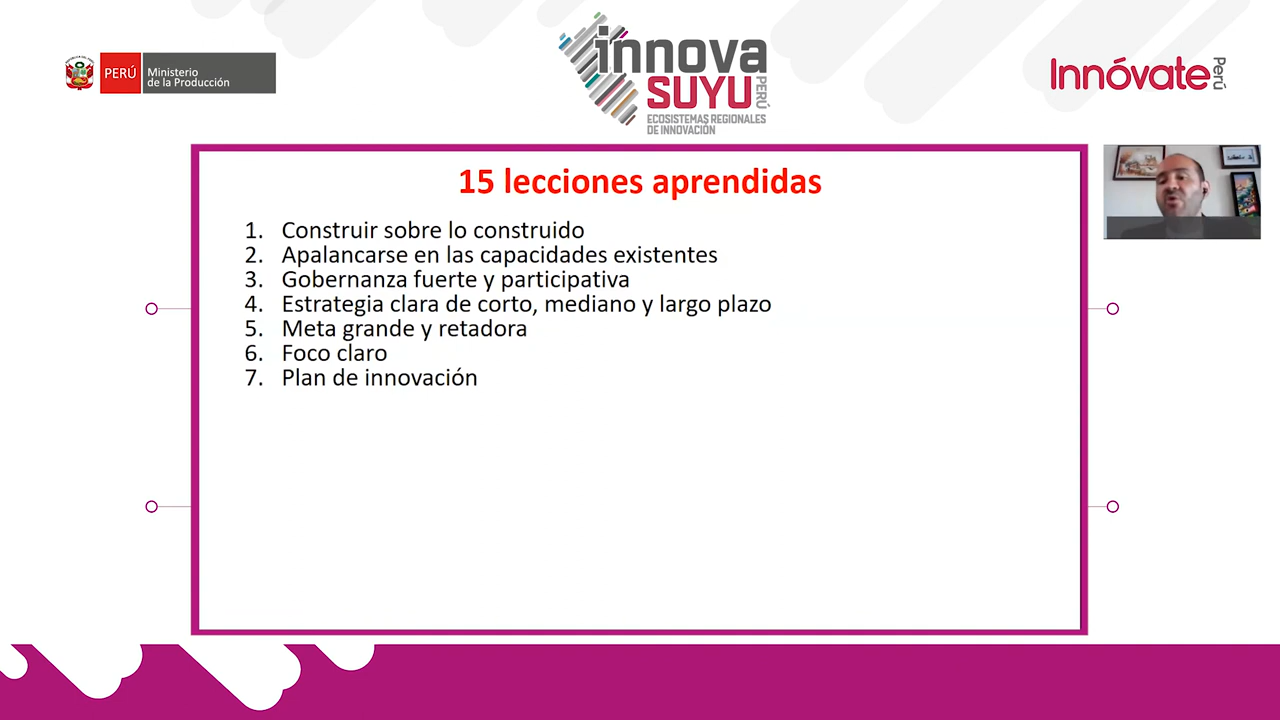 PERÚ
Ministerio
de la Producción
innova
SUYU
PERÚ
ECOSISTEMAS REGIONALES
DE INNOVACIÓN
Innóvate
Perú
15 lecciones aprendidas
1. Construir sobre lo construido
2. Apalancarse en las capacidades existentes
3. Gobernanza fuerte y participativa
4. Estrategia clara de corto, mediano y largo plazo
5. Meta grande y retadora
6. Foco claro
7. Plan de innovación